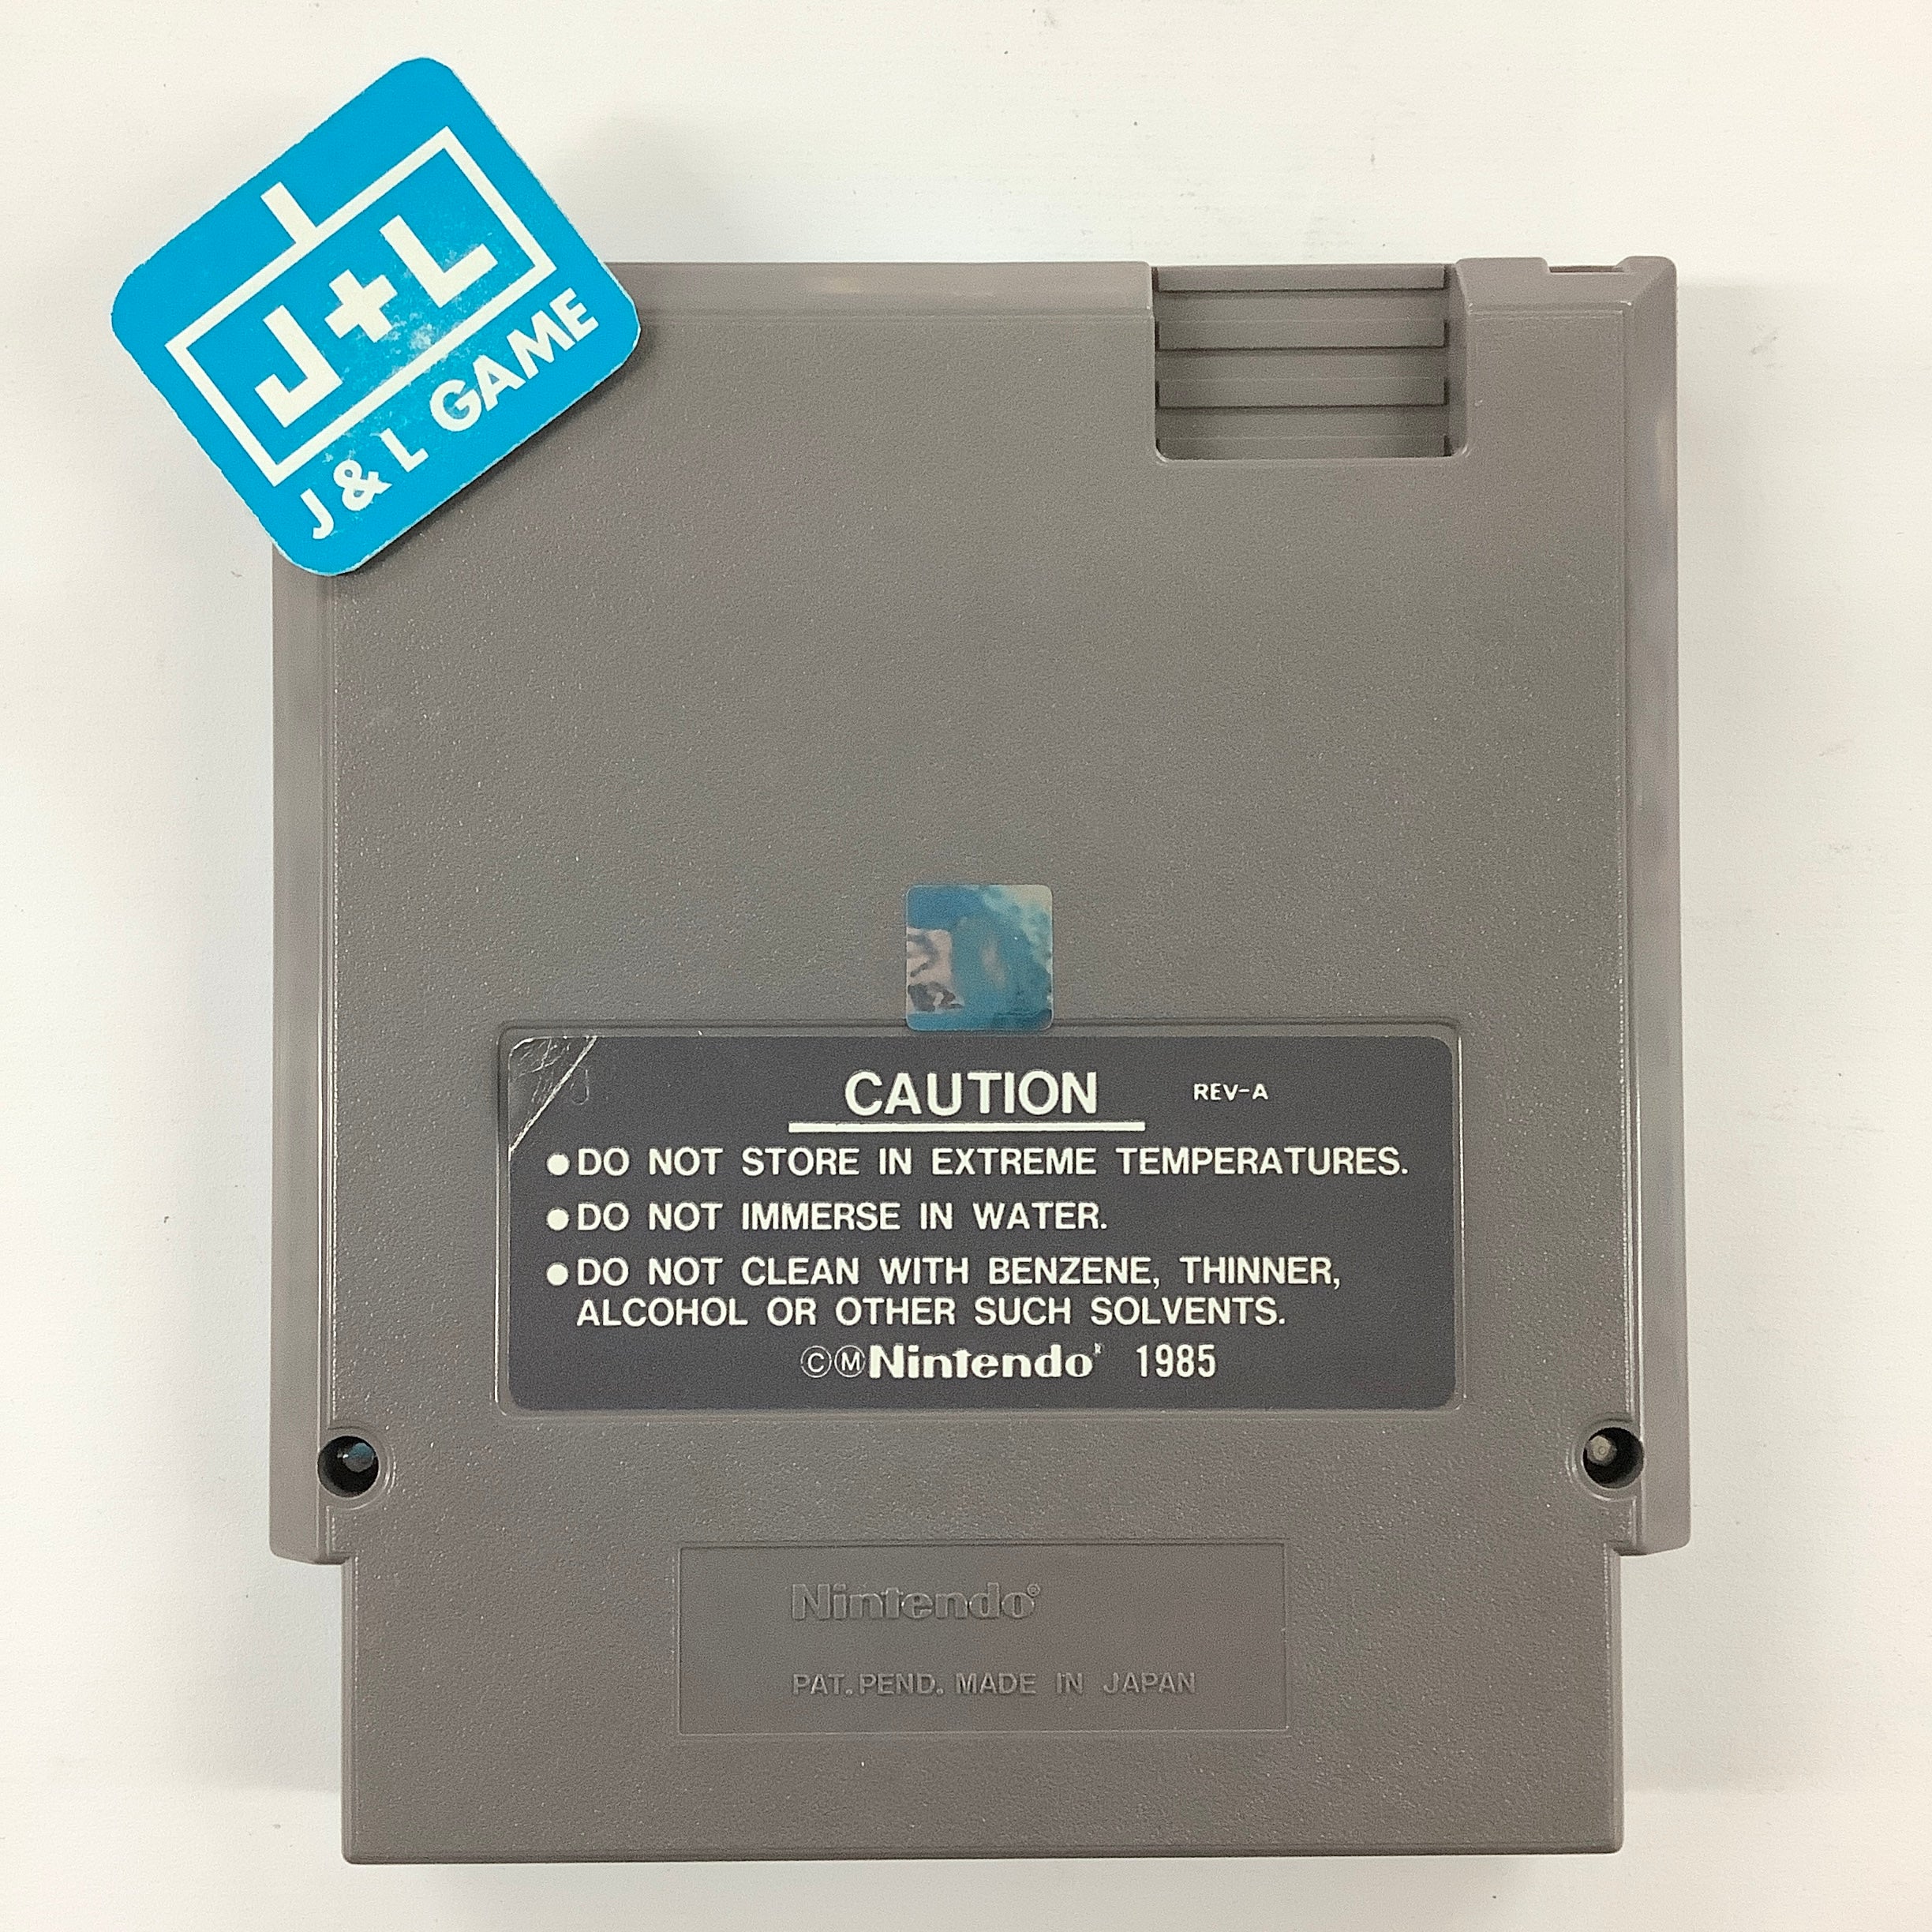 J+L
J & L GAME
CAUTION REV-A
●DO NOT STORE IN EXTREME TEMPERATURES.
●DO NOT IMMERSE IN WATER.
●DO NOT CLEAN WITH BENZENE, THINNER,
ALCOHOL OR OTHER SUCH SOLVENTS.
©ⓂNintendo® 1985
Nintendo®
PAT. PEND. MADE IN JAPAN